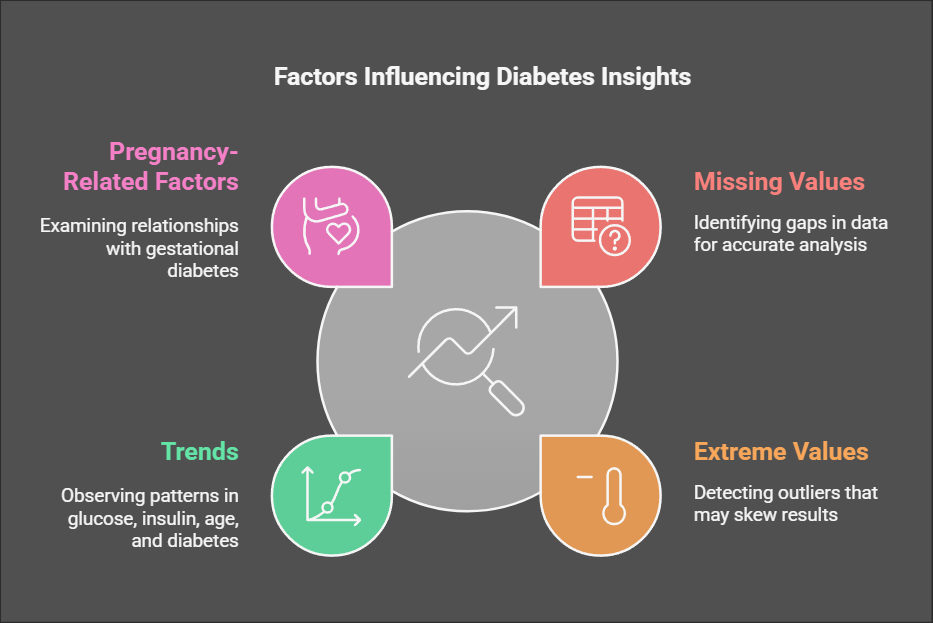 Factors Influencing Diabetes Insights
Pregnancy-
Related Factors
Examining relationships
with gestational
diabetes
Missing Values
Identifying gaps in data
for accurate analysis
?
Trends
Observing patterns in
glucose, insulin, age,
and diabetes
Extreme Values
Detecting outliers that
may skew results